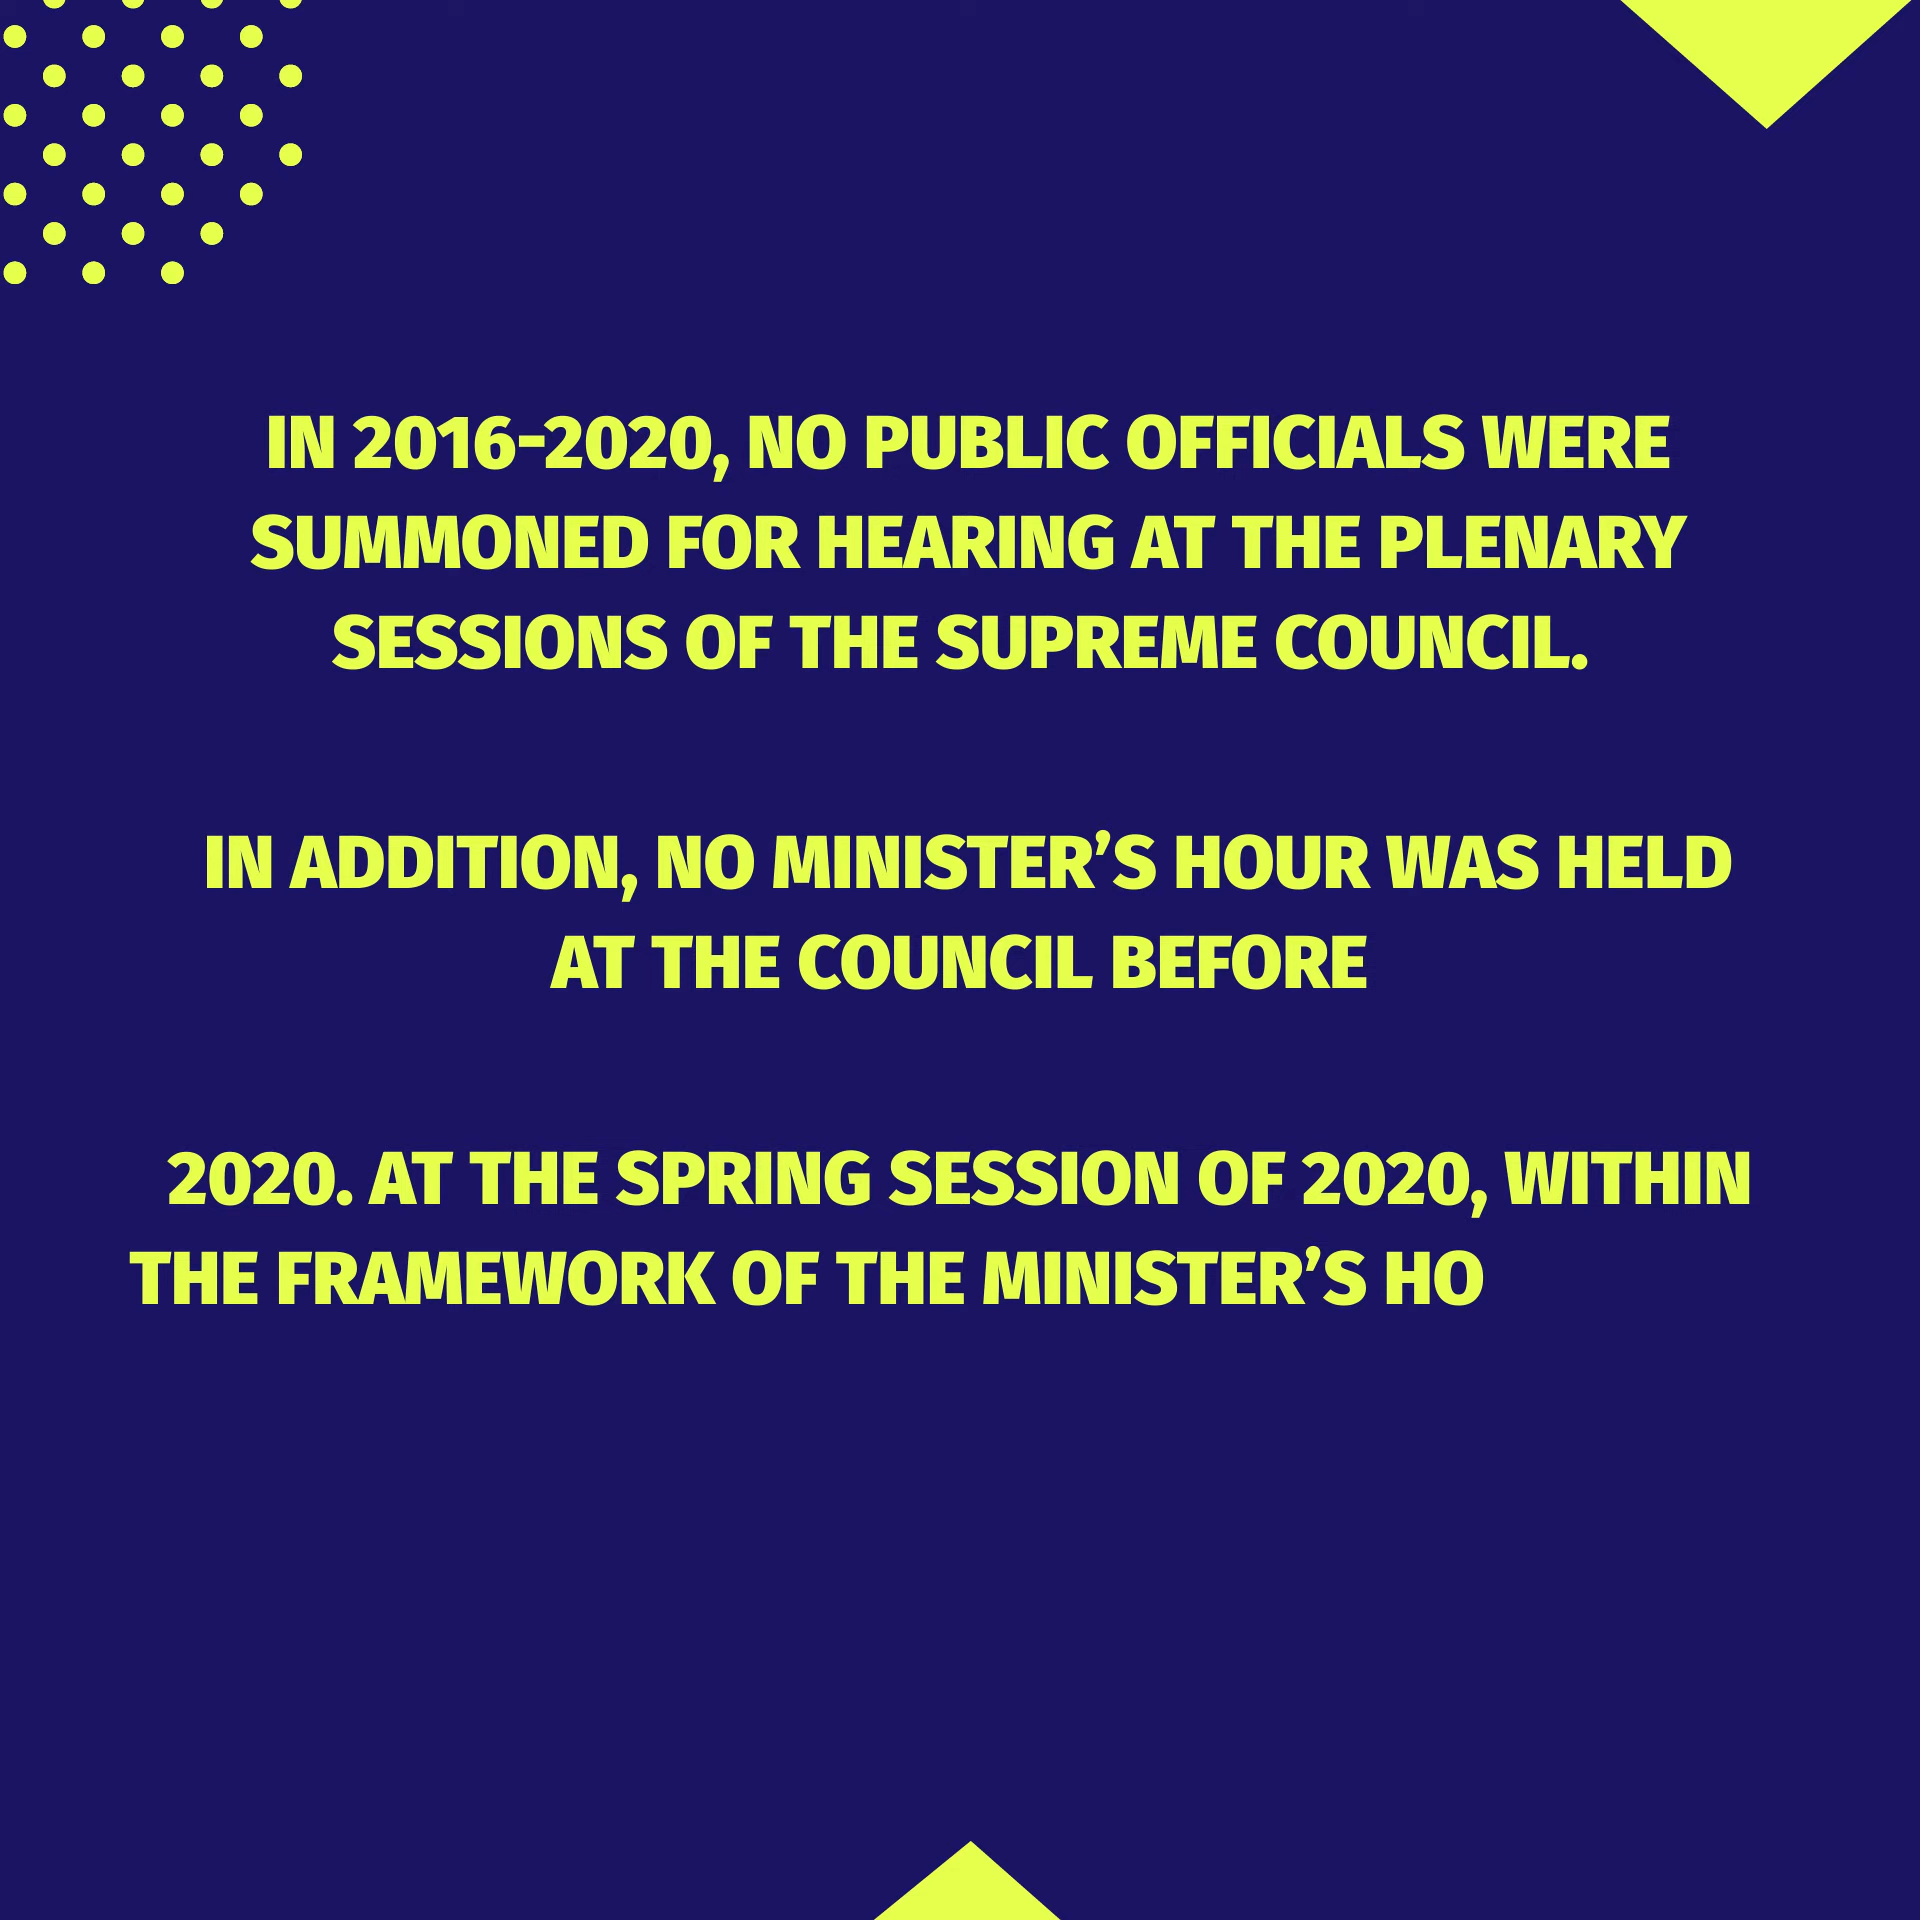 IN 2016-2020, NO PUBLIC OFFICIALS WERE
SUMMONED FOR HEARING AT THE PLENARY
SESSIONS OF THE SUPREME COUNCIL.
IN ADDITION, NO MINISTER’S HOUR WAS HELD
AT THE COUNCIL BEFORE
2020. AT THE SPRING SESSION OF 2020, WITHIN
THE FRAMEWORK OF THE MINISTER’S HO